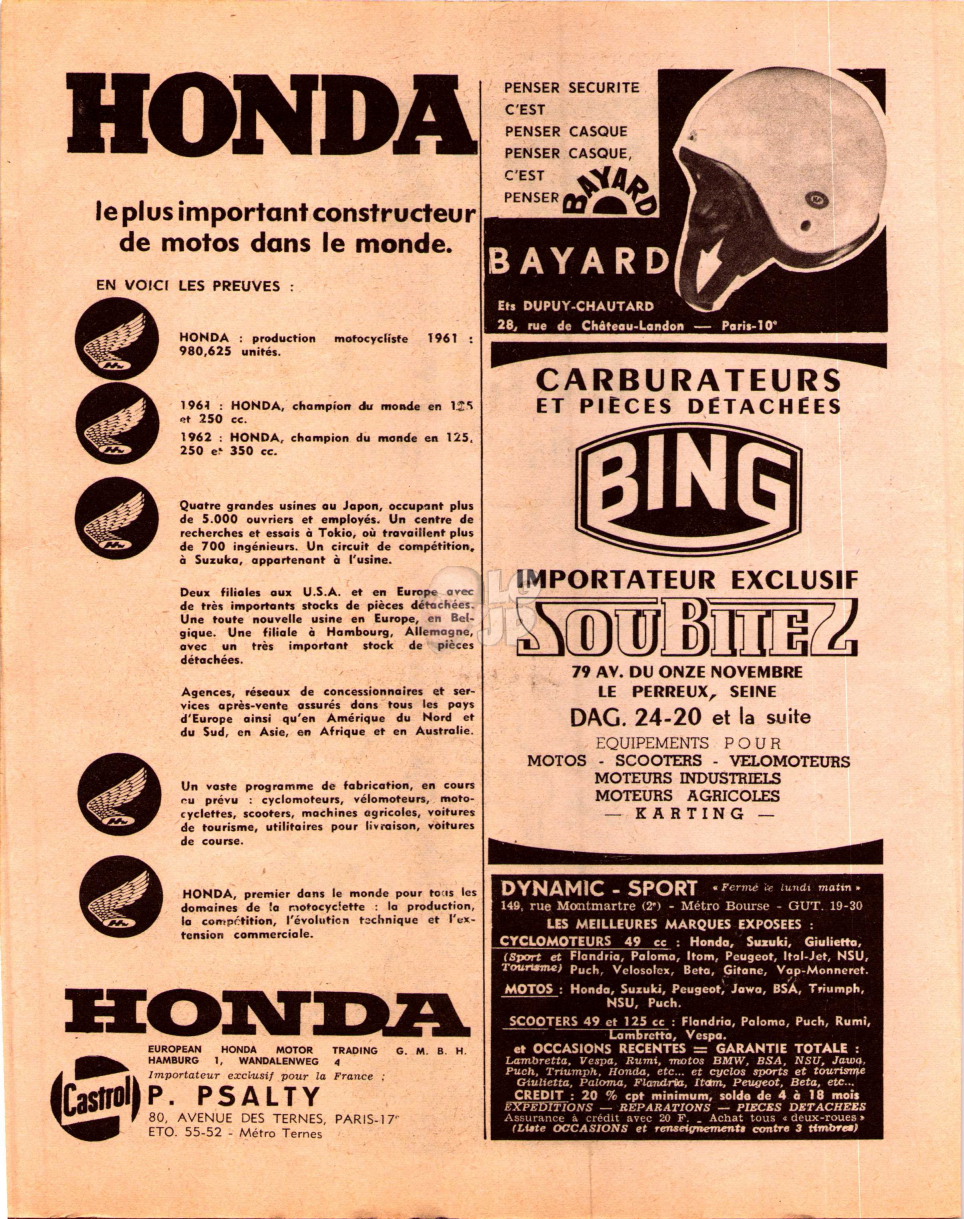 HONDA
le plus important constructeur
de motos dans le monde.
EN VOICI LES PREUVES :
HONDA : production motocycliste 1961 :
980,625 unités.
1961 : HONDA, champion du monde en 125
et 250 cc.
1962 : HONDA, champion du monde en 125,
250 et 350 cc.
Quatre grandes usines au Japon, occupant plus
de 5.000 ouvriers et employés. Un centre de
recherches et essais à Tokio, où travaillent plus
de 700 ingénieurs. Un circuit de compétition,
à Suzuka, appartenant à l'usine.
Deux filiales aux U.S.A. et en Europe avec
de très importants stocks de pièces détachées.
Une toute nouvelle usine en Europe, en Bel-
gique. Une filiale à Hambourg, Allemagne,
avec un très important stock de pièces
détachées.
Agences, réseaux de concessionnaires et ser-
vices après-vente assurés dans tous les pays
d'Europe ainsi qu'en Amérique du Nord et
du Sud, en Asie, en Afrique et en Australie.
Un vaste programme de fabrication, en cours
ou prévu : cyclomoteurs, vélomoteurs, moto-
cyclettes, scooters, machines agricoles, voitures
de tourisme, utilitaires pour livraison, voitures
de course.
HONDA, premier dans le monde pour tous les
domaines de la motocyclette : la production,
la compétition, l'évolution technique et l'ex-
tension commerciale.
HONDA
EUROPEAN HONDA MOTOR TRADING G. M. B. H.
HAMBURG 1, WANDALENWEG 4
Importateur exclusif pour la France :
Castrol
P. PSALTY
80, AVENUE DES TERNES, PARIS-17e
ETO. 55-52 - Métro Ternes
PENSER SECURITE
C'EST
PENSER CASQUE
PENSER CASQUE,
C'EST
PENSER BAYARD
BAYARD
Ets DUPUY-CHAUTARD
28, rue de Château-Landon — Paris-10e
CARBURATEURS
ET PIÈCES DÉTACHÉES
BING
IMPORTATEUR EXCLUSIF
SOUBITEZ
79 AV. DU ONZE NOVEMBRE
LE PERREUX, SEINE
DAG. 24-20 et la suite
EQUIPEMENTS POUR
MOTOS - SCOOTERS - VELOMOTEURS
MOTEURS INDUSTRIELS
MOTEURS AGRICOLES
— KARTING —
DYNAMIC - SPORT « Fermé le lundi matin »
149, rue Montmartre (2e) - Métro Bourse - GUT. 19-30
LES MEILLEURES MARQUES EXPOSEES :
CYCLOMOTEURS 49 cc : Honda, Suzuki, Giulietta,
(Sport et Flandria, Paloma, Itom, Peugeot, Ital-Jet, NSU,
Tourisme) Puch, Velosolex, Beta, Gitane, Vap-Monneret.
MOTOS : Honda, Suzuki, Peugeot, Jawa, BSA, Triumph,
NSU, Puch.
SCOOTERS 49 et 125 cc : Flandria, Paloma, Puch, Rumi,
Lambretta, Vespa.
et OCCASIONS RECENTES = GARANTIE TOTALE :
Lambretta, Vespa, Rumi, motos BMW, BSA, NSU, Jawa,
Puch, Triumph, Honda, etc... et cyclos sports et tourisme
Giulietta, Paloma, Flandria, Itom, Peugeot, Beta, etc...
CREDIT : 20 % cpt minimum, solde de 4 à 18 mois
EXPEDITIONS — REPARATIONS — PIECES DETACHEES
Assurance à crédit avec 20 F. - Achat tous « deux-roues »
(Liste OCCASIONS et renseignements contre 3 timbres)